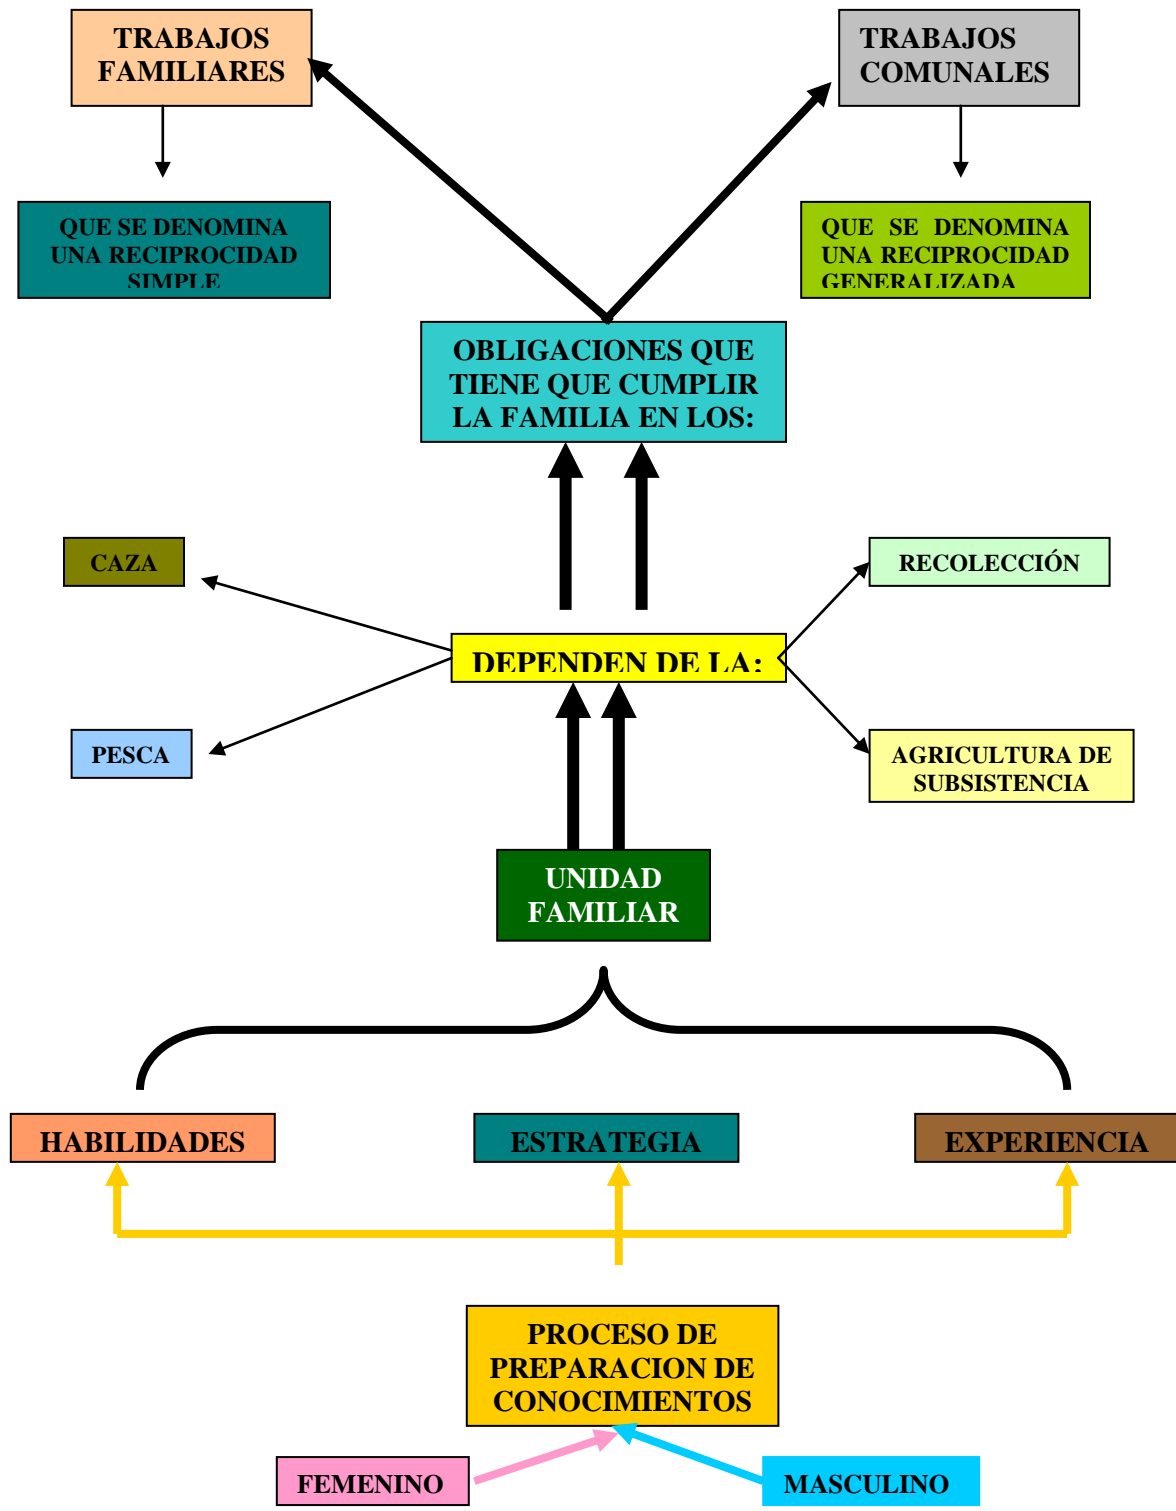 TRABAJOS
FAMILIARES
TRABAJOS
COMUNALES
QUE SE DENOMINA
UNA RECIPROCIDAD
SIMPLE
QUE SE DENOMINA
UNA RECIPROCIDAD
GENERALIZADA
OBLIGACIONES QUE
TIENE QUE CUMPLIR
LA FAMILIA EN LOS:
CAZA
RECOLECCIÓN
DEPENDEN DE LA:
PESCA
AGRICULTURA DE
SUBSISTENCIA
UNIDAD
FAMILIAR
HABILIDADES
ESTRATEGIA
EXPERIENCIA
PROCESO DE
PREPARACION DE
CONOCIMIENTOS
FEMENINO
MASCULINO